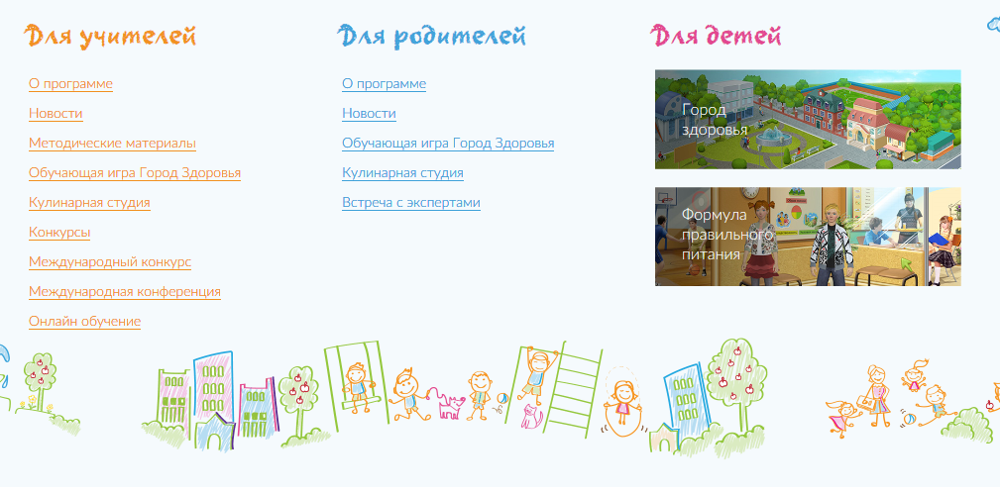 Для учителей
О программе
Новости
Методические материалы
Обучающая игра Город Здоровья
Кулинарная студия
Конкурсы
Международный конкурс
Международная конференция
Онлайн обучение
Для родителей
О программе
Новости
Обучающая игра Город Здоровья
Кулинарная студия
Встреча с экспертами
Для детей
Город
здоровья
Формула
правильного
питания